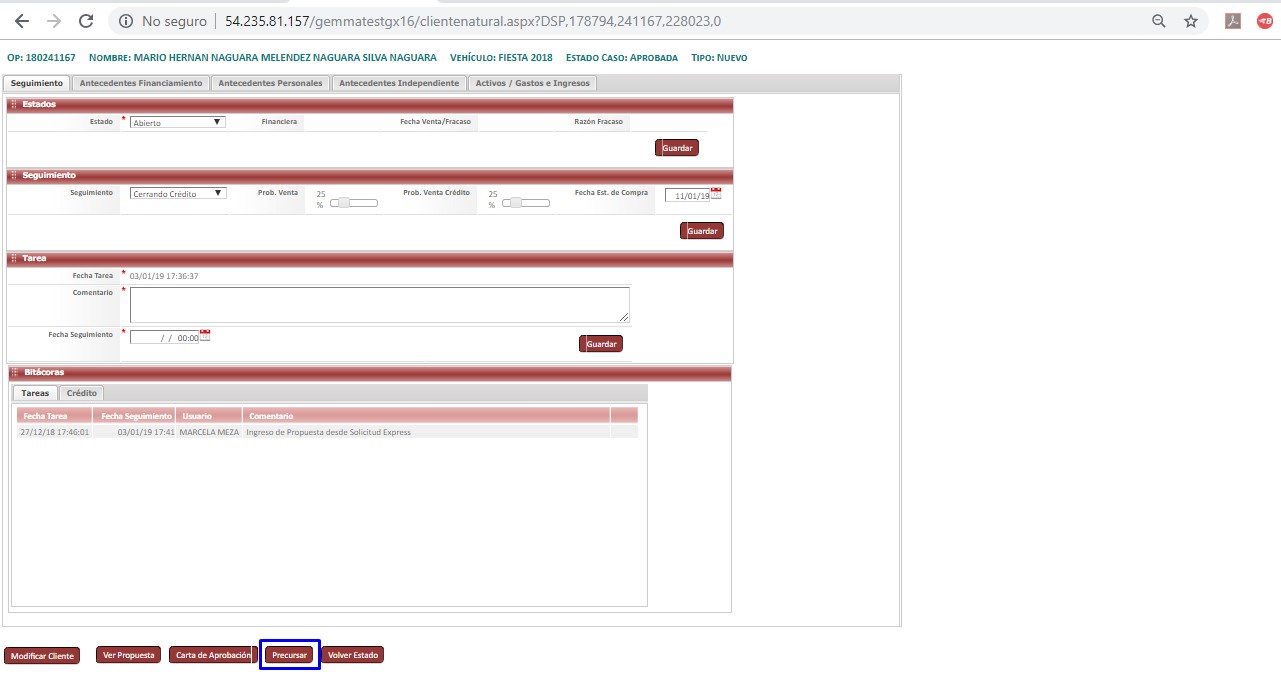 No seguro | 54.235.81.157/gemmatestgx16/clientenatural.aspx?DSP,178794,241167,228023,0
OP: 180241167 NOMBRE: MARIO HERNAN NAGUARA MELENDEZ NAGUARA SILVA NAGUARA VEHÍCULO: FIESTA 2018 ESTADO CASO: APROBADA TIPO: NUEVO
Seguimiento Antecedentes Financiamiento Antecedentes Personales Antecedentes Independiente Activos / Gastos e Ingresos
Estados
Estado * Abierto Financiera Fecha Venta/Fracaso Razón Fracaso
Guardar
Seguimiento
Seguimiento Cerrando Crédito Prob. Venta 25 % Prob. Venta Crédito 25 % Fecha Est. de Compra 11/01/19
Guardar
Tarea
Fecha Tarea * 03/01/19 17:36:37
Comentario *
Fecha Seguimiento * / / 00:00
Guardar
Bitácoras
Tareas Crédito
Fecha Tarea Fecha Seguimiento Usuario Comentario
27/12/18 17:46:01 03/01/19 17:41 MARCELA MEZA Ingreso de Propuesta desde Solicitud Express
Modificar Cliente Ver Propuesta Carta de Aprobación Precursar Volver Estado